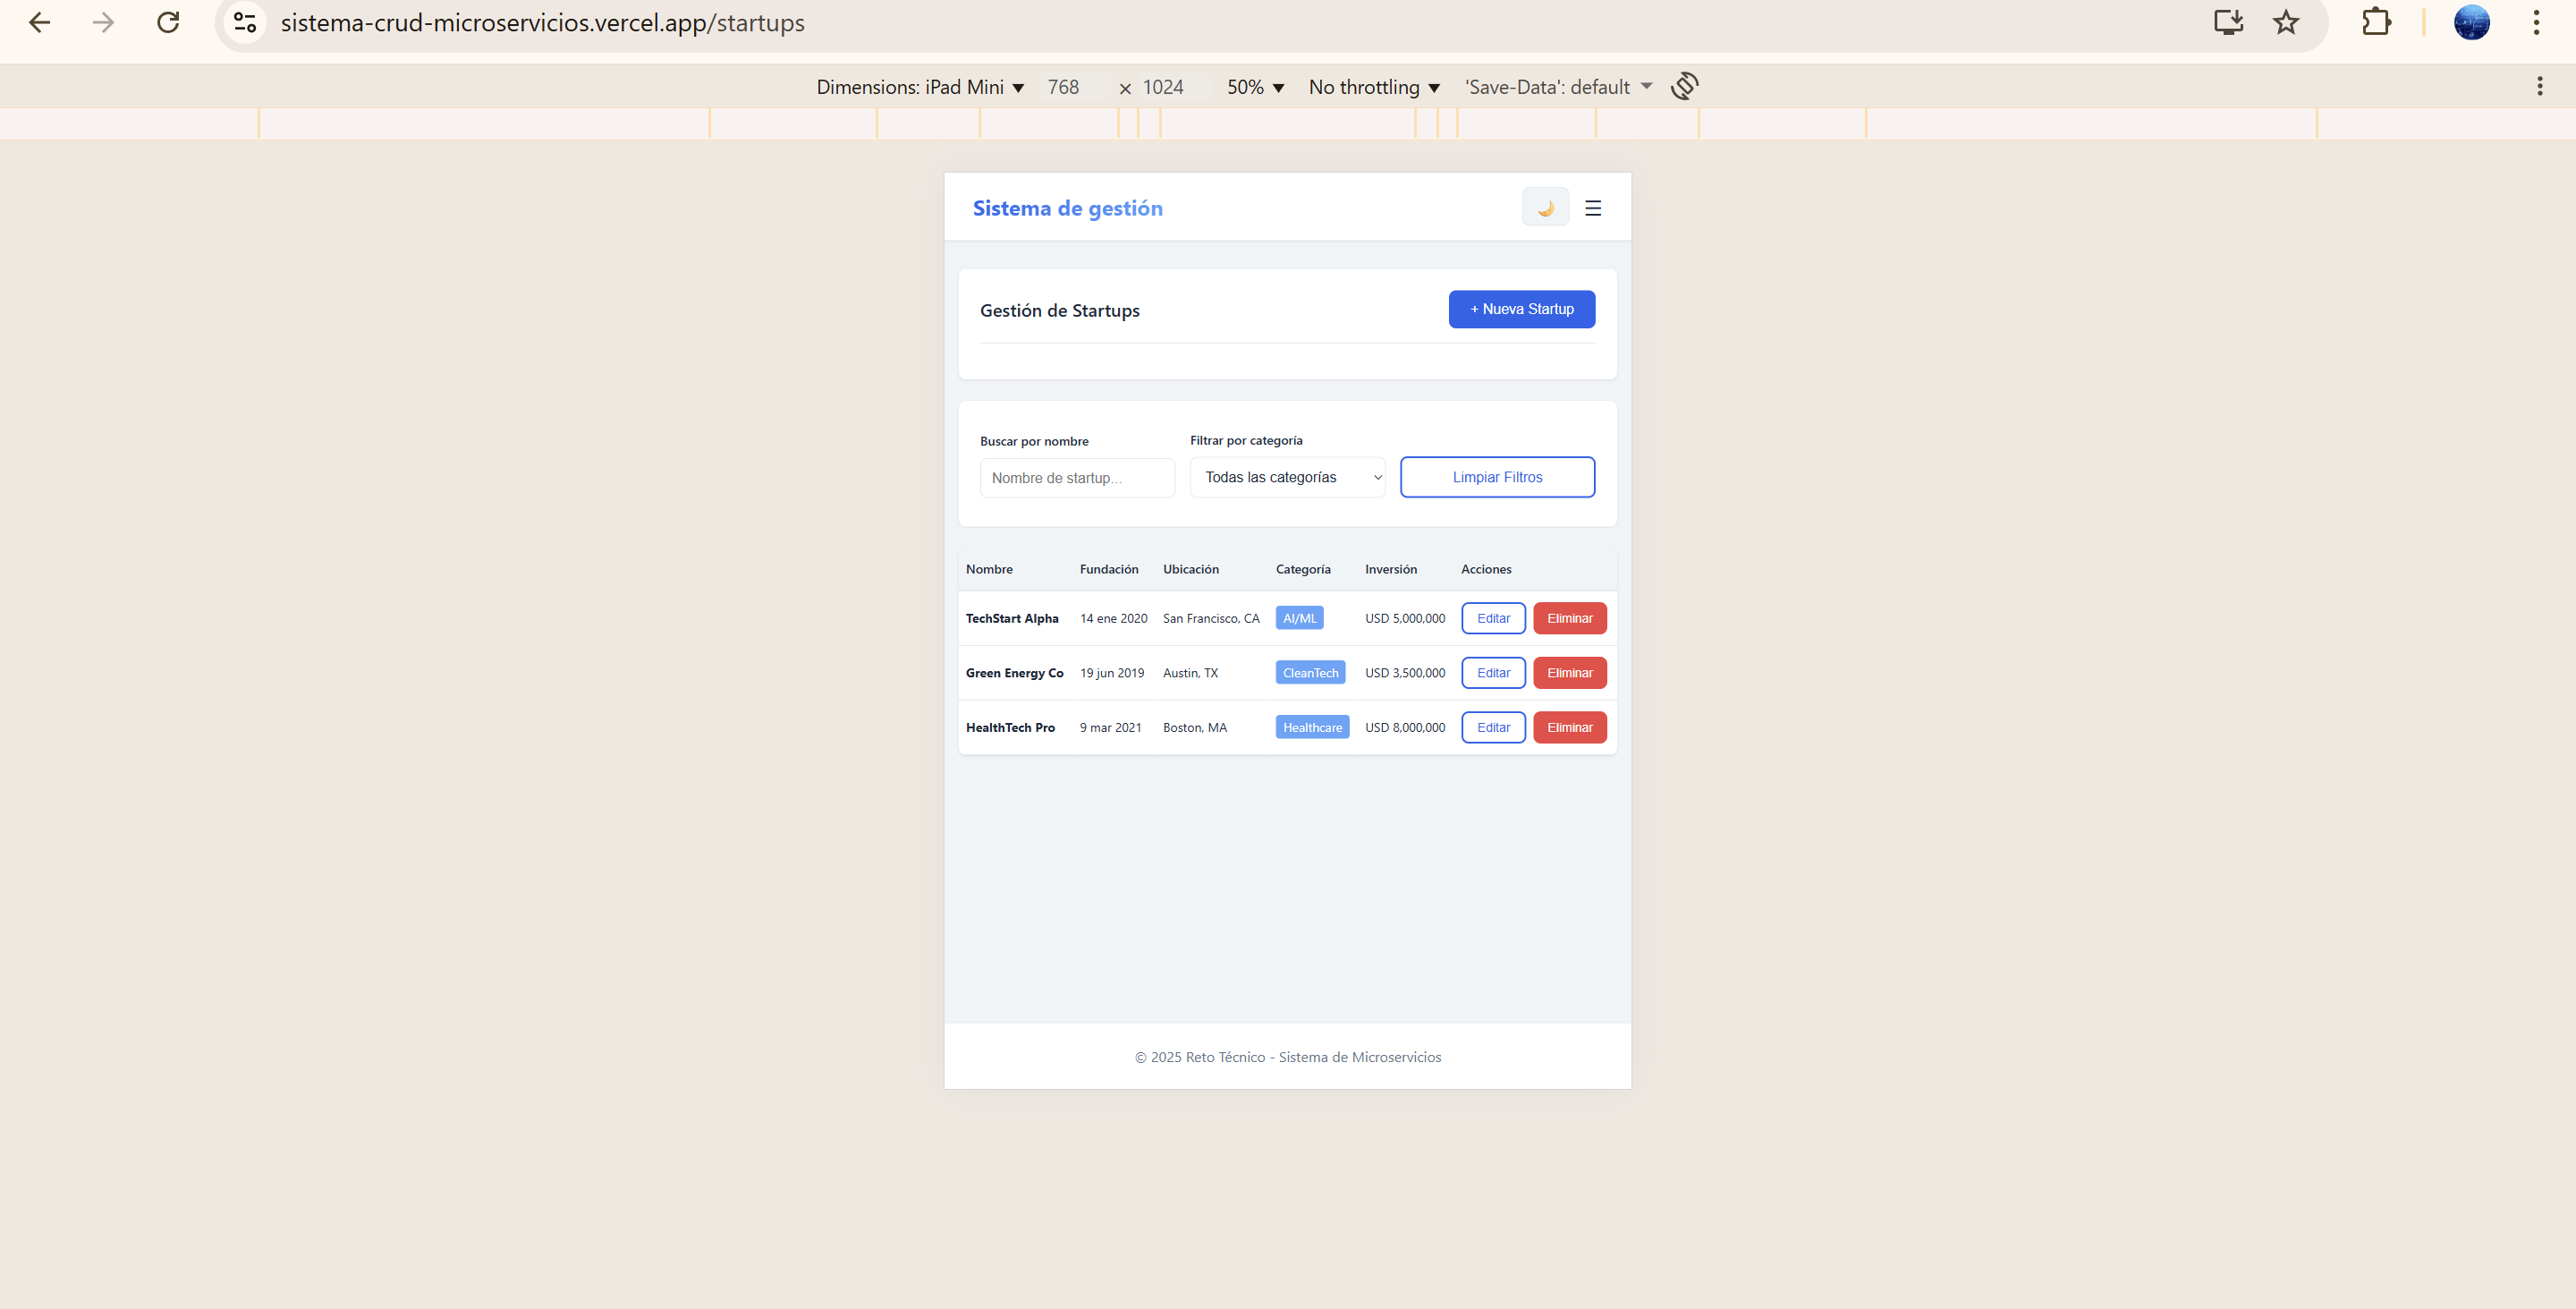 sistema-crud-microservicios.vercel.app/startups
Dimensions: iPad Mini 768 × 1024 50% No throttling 'Save-Data': default
Sistema de gestión
Gestión de Startups + Nueva Startup
Buscar por nombre Filtrar por categoría
Nombre de startup... Todas las categorías Limpiar Filtros
Nombre Fundación Ubicación Categoría Inversión Acciones
TechStart Alpha 14 ene 2020 San Francisco, CA AI/ML USD 5,000,000 Editar Eliminar
Green Energy Co 19 jun 2019 Austin, TX CleanTech USD 3,500,000 Editar Eliminar
HealthTech Pro 9 mar 2021 Boston, MA Healthcare USD 8,000,000 Editar Eliminar
© 2025 Reto Técnico - Sistema de Microservicios